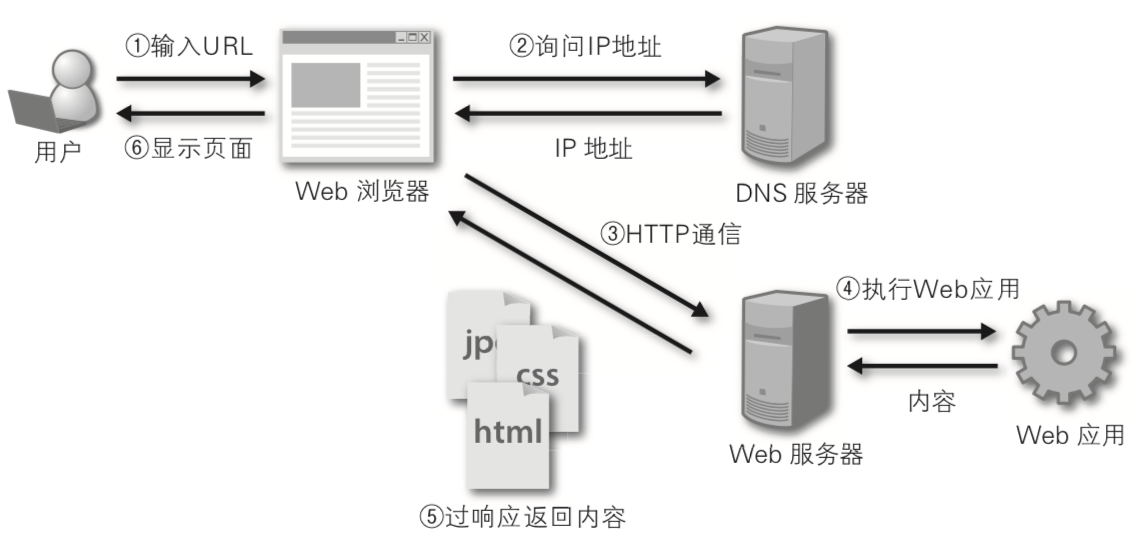 ①输入URL
②询问IP地址
用户
⑥显示页面
IP 地址
Web 浏览器
DNS 服务器
③HTTP通信
④执行Web应用
css
html
内容
Web 服务器
Web 应用
⑤过响应返回内容